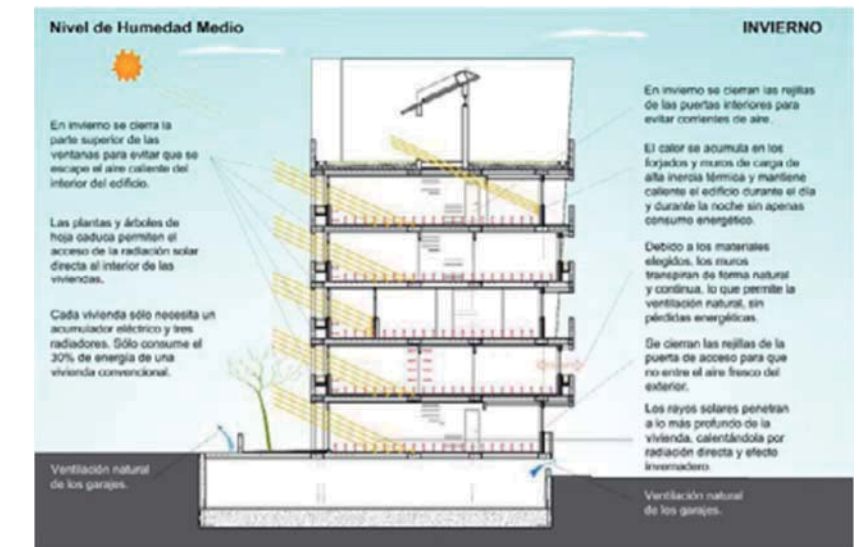 Nivel de Humedad Medio
INVIERNO
En invierno se cierra la
parte superior de las
ventanas para evitar que se
escape el aire caliente del
interior del edificio.
Las plantas y árboles de
hoja caduca permiten el
acceso de la radiación solar
directa al interior de las
viviendas.
Cada vivienda sólo necesita un
acumulador eléctrico y tres
radiadores. Sólo consume el
30% de energía de una
vivienda convencional.
Ventilación natural
de los garajes.
En invierno se cierran las rejillas
de las puertas interiores para
evitar corrientes de aire.
El calor se acumula en los
forjados y muros de carga de
alta inercia térmica y mantiene
caliente el edificio durante el día
y durante la noche sin apenas
consumo energético.
Debido a los materiales
elegidos, los muros
transpiran de forma natural
y continua, lo que permite la
ventilación natural, sin
pérdidas energéticas.
Se cierran las rejillas de la
puerta de acceso para que
no entre el aire fresco del
exterior.
Los rayos solares penetran
a lo más profundo de la
vivienda, calentándola por
radiación directa y efecto
invernadero.
Ventilación natural
de los garajes.